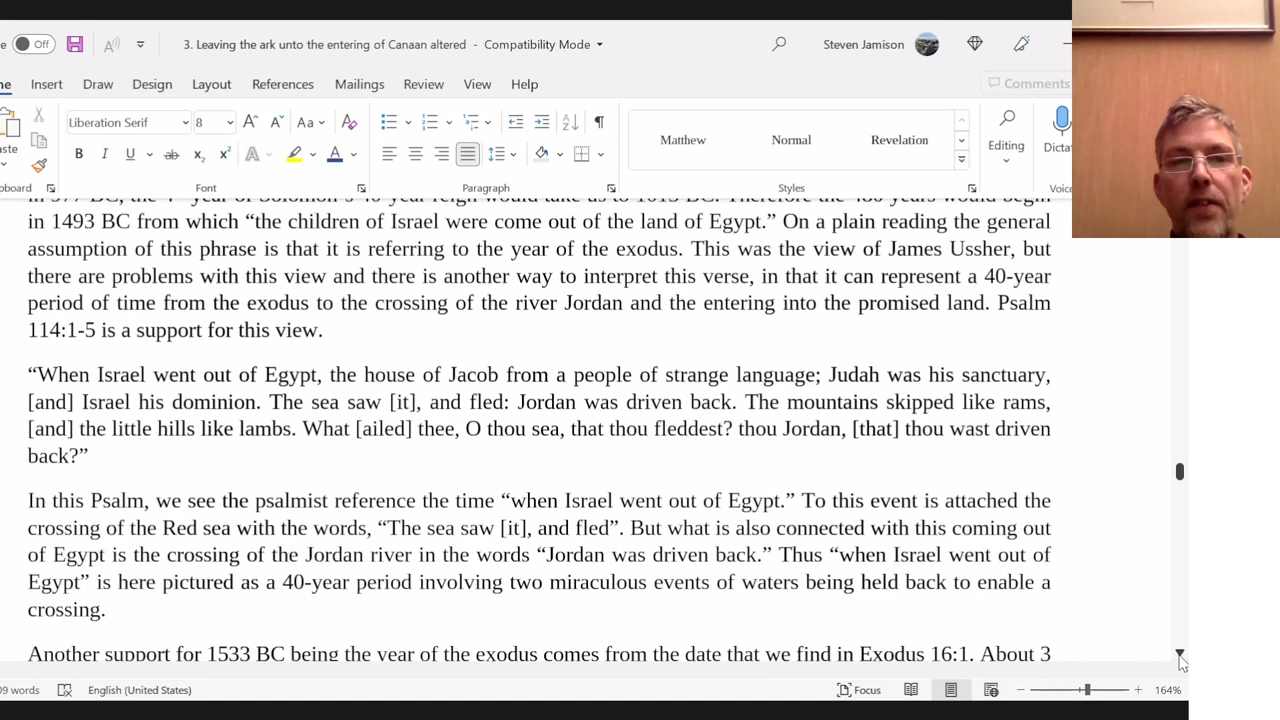 Off
3. Leaving the ark unto the entering of Canaan altered - Compatibility Mode
Steven Jamison
Insert Draw Design Layout References Mailings Review View Help
Comments
Liberation Serif 8
Matthew Normal Revelation
Editing
Font
Paragraph
Styles
in 1493 BC from which “the children of Israel were come out of the land of Egypt.” On a plain reading the general
assumption of this phrase is that it is referring to the year of the exodus. This was the view of James Ussher, but
there are problems with this view and there is another way to interpret this verse, in that it can represent a 40-year
period of time from the exodus to the crossing of the river Jordan and the entering into the promised land. Psalm
114:1-5 is a support for this view.
“When Israel went out of Egypt, the house of Jacob from a people of strange language; Judah was his sanctuary,
[and] Israel his dominion. The sea saw [it], and fled: Jordan was driven back. The mountains skipped like rams,
[and] the little hills like lambs. What [ailed] thee, O thou sea, that thou fleddest? thou Jordan, [that] thou wast driven
back?”
In this Psalm, we see the psalmist reference the time “when Israel went out of Egypt.” To this event is attached the
crossing of the Red sea with the words, “The sea saw [it], and fled”. But what is also connected with this coming out
of Egypt is the crossing of the Jordan river in the words “Jordan was driven back.” Thus “when Israel went out of
Egypt” is here pictured as a 40-year period involving two miraculous events of waters being held back to enable a
crossing.
Another support for 1533 BC being the year of the exodus comes from the date that we find in Exodus 16:1. About 3
words English (United States)
Focus
164%